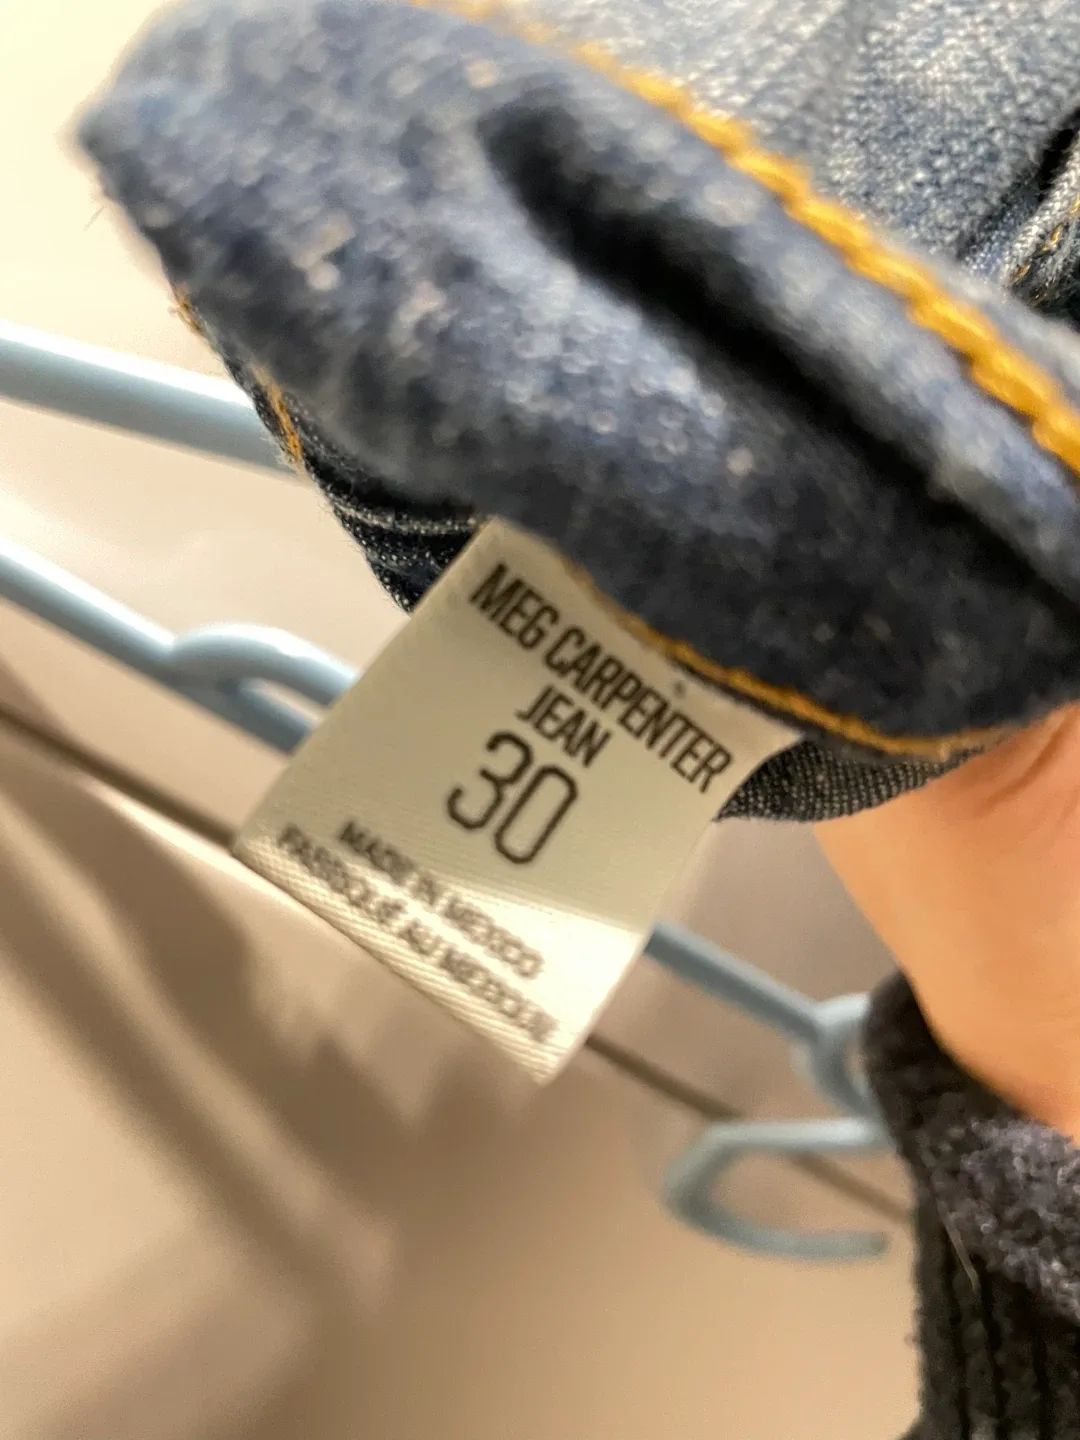 MEG CARPENTER
JEAN
30
MADE IN MEXICO
FABRIQUÉ AU MEXIQUE